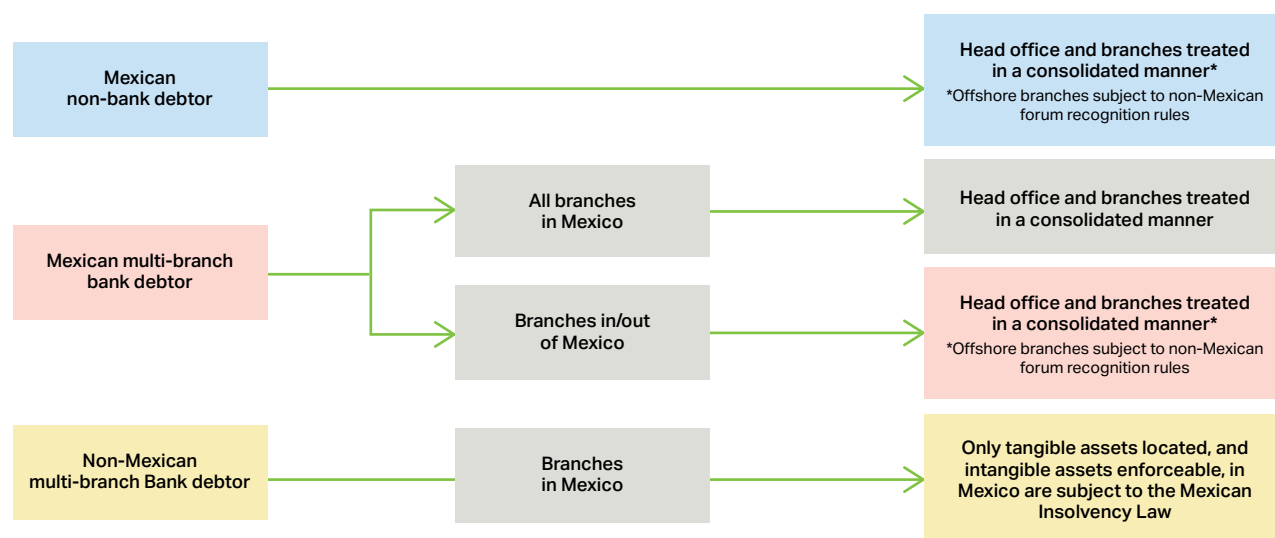 Mexican
non-bank debtor
Head office and branches treated
in a consolidated manner*
*Offshore branches subject to non-Mexican
forum recognition rules
Mexican multi-branch
bank debtor
All branches
in Mexico
Head office and branches treated
in a consolidated manner
Branches in/out
of Mexico
Head office and branches treated
in a consolidated manner*
*Offshore branches subject to non-Mexican
forum recognition rules
Non-Mexican
multi-branch Bank debtor
Branches
in Mexico
Only tangible assets located, and
intangible assets enforceable, in
Mexico are subject to the Mexican
Insolvency Law